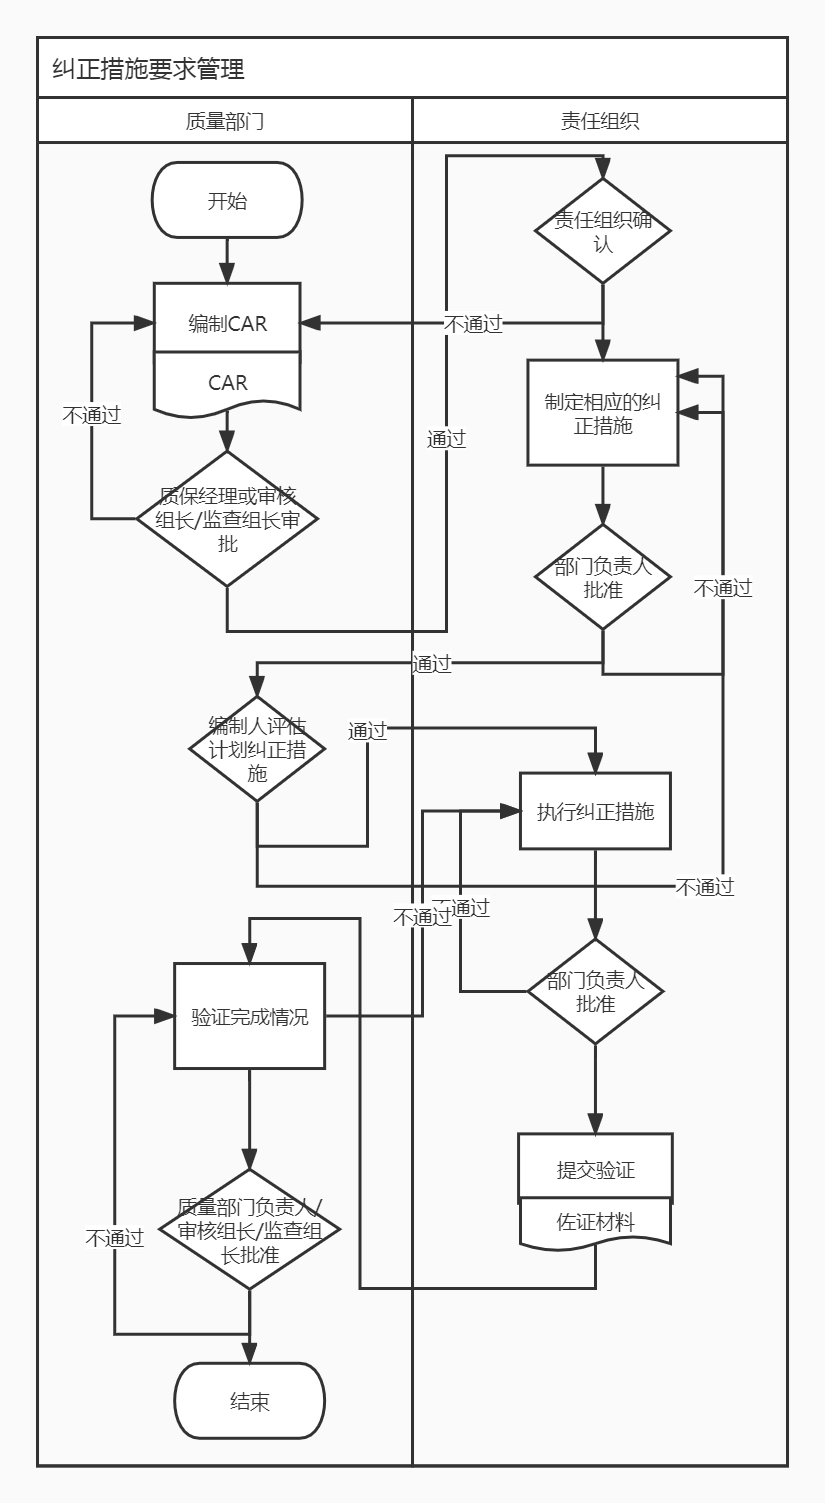 纠正措施要求管理
质量部门
责任组织
开始
责任组织确
认
编制CAR
不通过
CAR
制定相应的纠
正措施
不通过
通过
质保经理或审核
组长/监查组长审
批
部门负责人
批准
不通过
通过
编制人评估
计划纠正措
施
通过
执行纠正措施
不通过
不通过
不通过
部门负责人
批准
验证完成情况
提交验证
佐证材料
质量部门负责人/
审核组长/监查组
长批准
不通过
结束